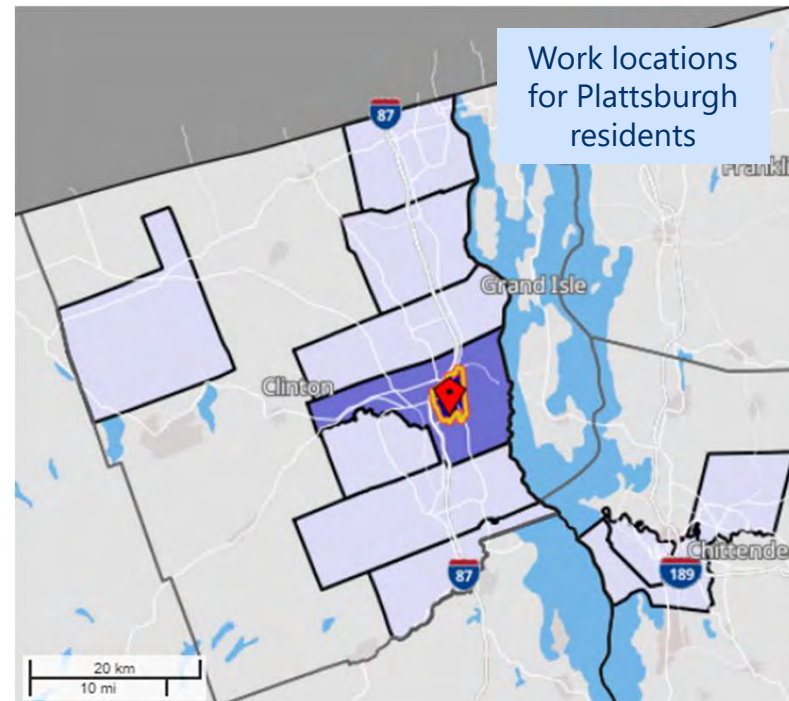 Work locations
for Plattsburgh
residents
87
Grand Isle
Clinton
87
189
20 km
10 mi